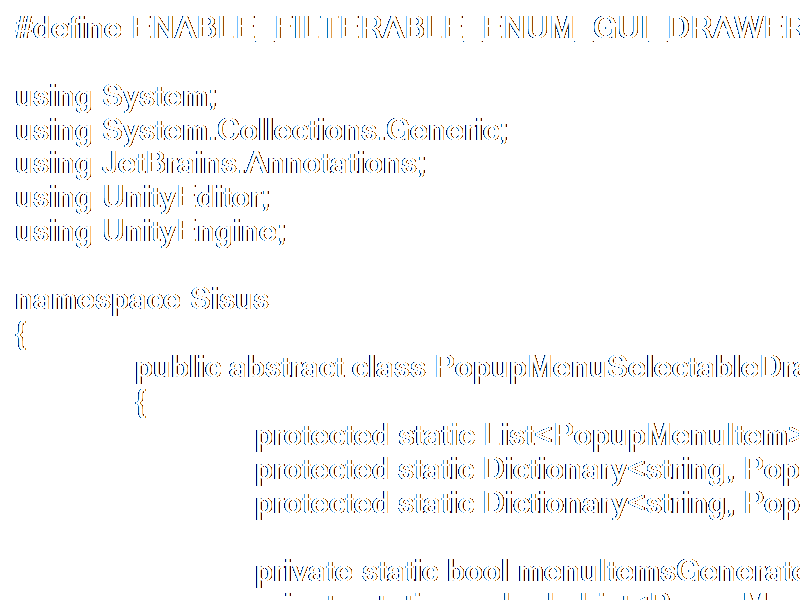 #define ENABLE_FILTERABLE_ENUM_GUI_DRAWER
using System;
using System.Collections.Generic;
using JetBrains.Annotations;
using UnityEditor;
using UnityEngine;
namespace Sisus
{
public abstract class PopupMenuSelectableDra
{
protected static List<PopupMenuItem>
protected static Dictionary<string, Pop
protected static Dictionary<string, Pop
private static bool menuItemsGenerate